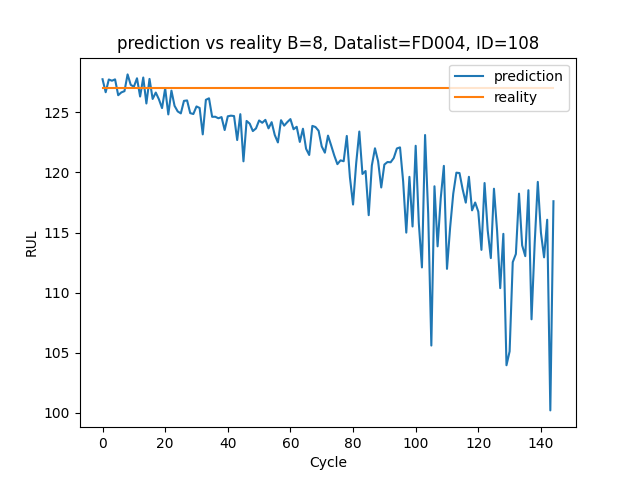 prediction vs reality B=8, Datalist=FD004, ID=108
prediction
reality
125
120
115
110
105
100
RUL
0 20 40 60 80 100 120 140
Cycle